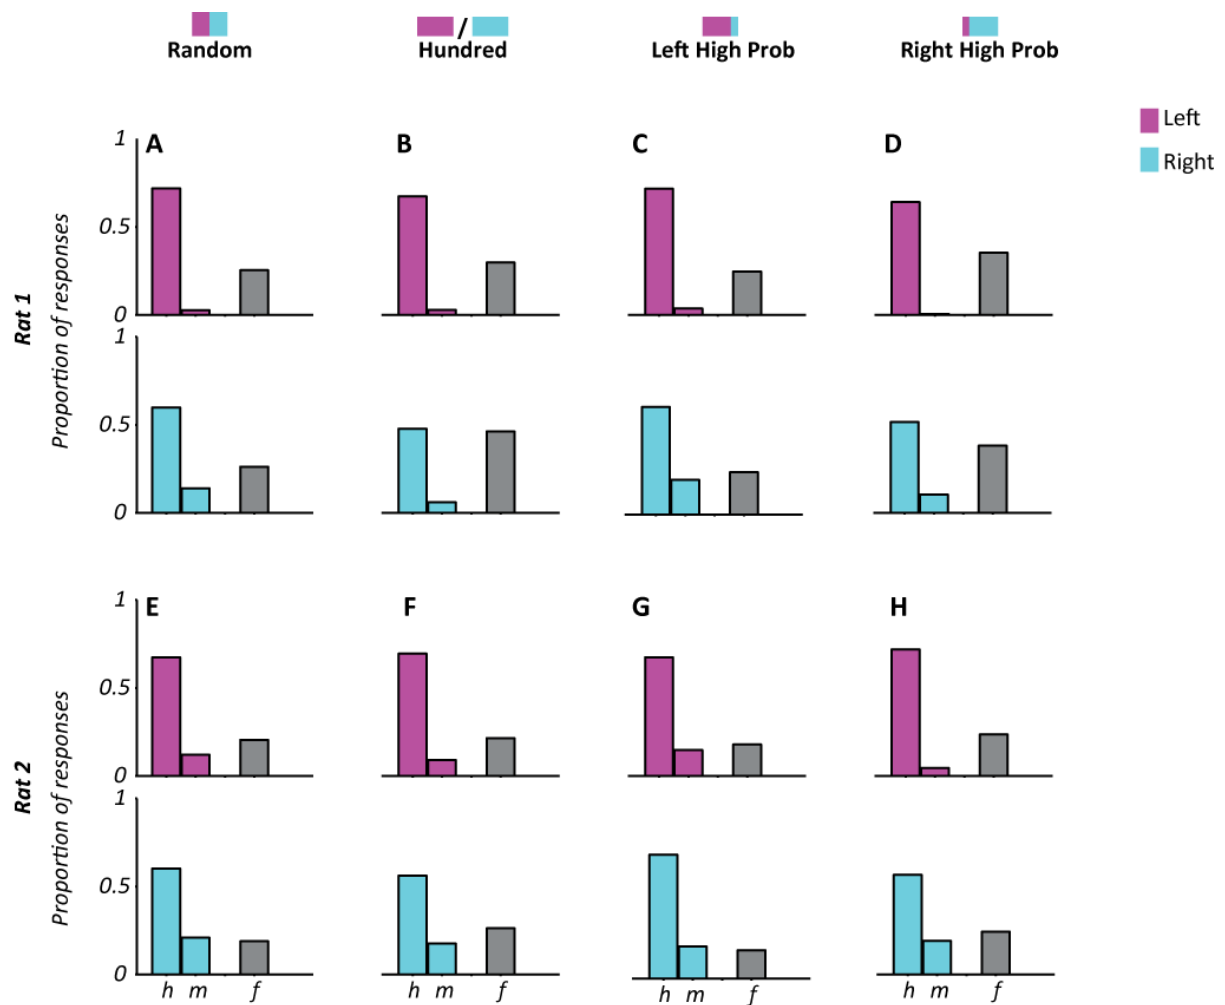 /
Random Hundred Left High Prob Right High Prob
Left
Right
A B C D
1
0.5
0
1
0.5
0
Rat 1
Proportion of responses
E F G H
1
0.5
0
1
0.5
0
Rat 2
Proportion of responses
h m f h m f h m f h m f